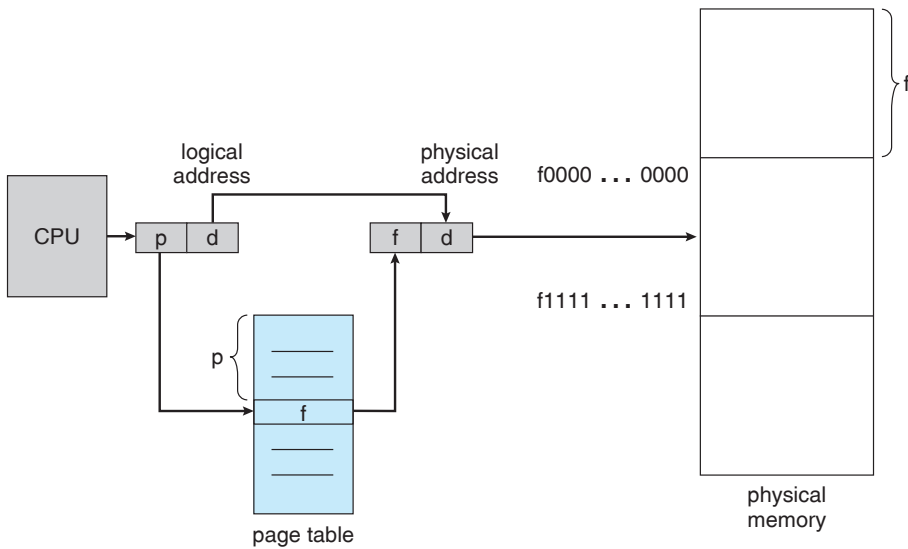 f
logical
address
physical
address
f0000 ... 0000
CPU
p d
f d
f1111 ... 1111
p
f
page table
physical
memory